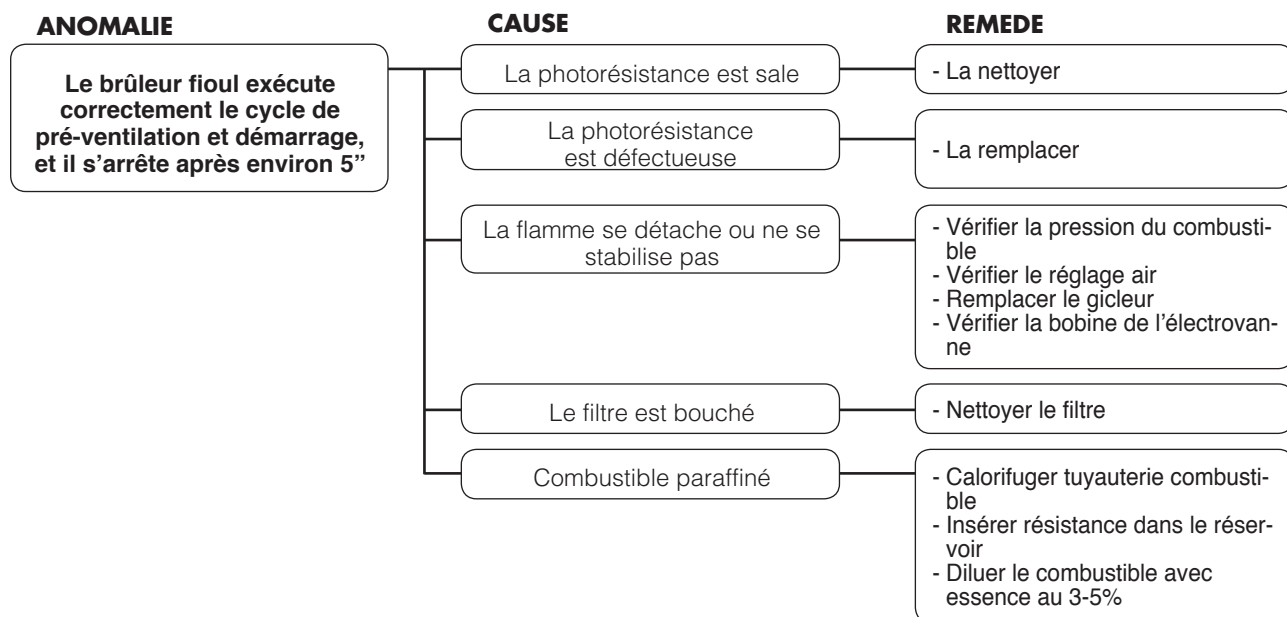 ANOMALIE
CAUSE
REMEDE
Le brûleur fioul exécute
correctement le cycle de
pré-ventilation et démarrage,
et il s’arrête après environ 5”
La photorésistance est sale
- La nettoyer
La photorésistance
est défectueuse
- La remplacer
La flamme se détache ou ne se
stabilise pas
- Vérifier la pression du combusti-
ble
- Vérifier le réglage air
- Remplacer le gicleur
- Vérifier la bobine de l’électrovan-
ne
Le filtre est bouché
- Nettoyer le filtre
Combustible paraffiné
- Calorifuger tuyauterie combusti-
ble
- Insérer résistance dans le réser-
voir
- Diluer le combustible avec
essence au 3-5%